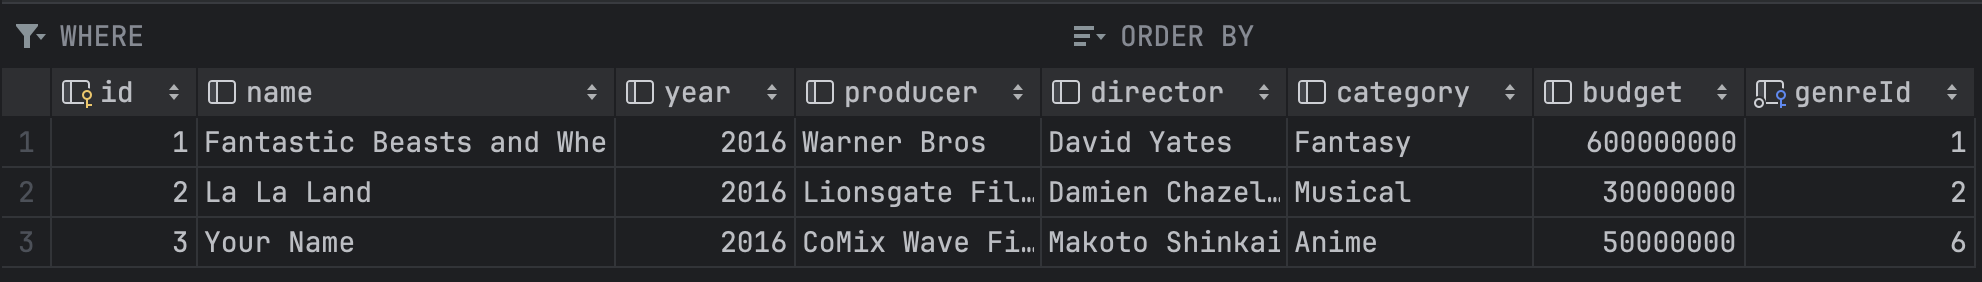 WHERE ORDER BY
id name year producer director category budget genreId
1 1 Fantastic Beasts and Whe 2016 Warner Bros David Yates Fantasy 600000000 1
2 2 La La Land 2016 Lionsgate Fil… Damien Chazel… Musical 30000000 2
3 3 Your Name 2016 CoMix Wave Fi… Makoto Shinkai Anime 50000000 6